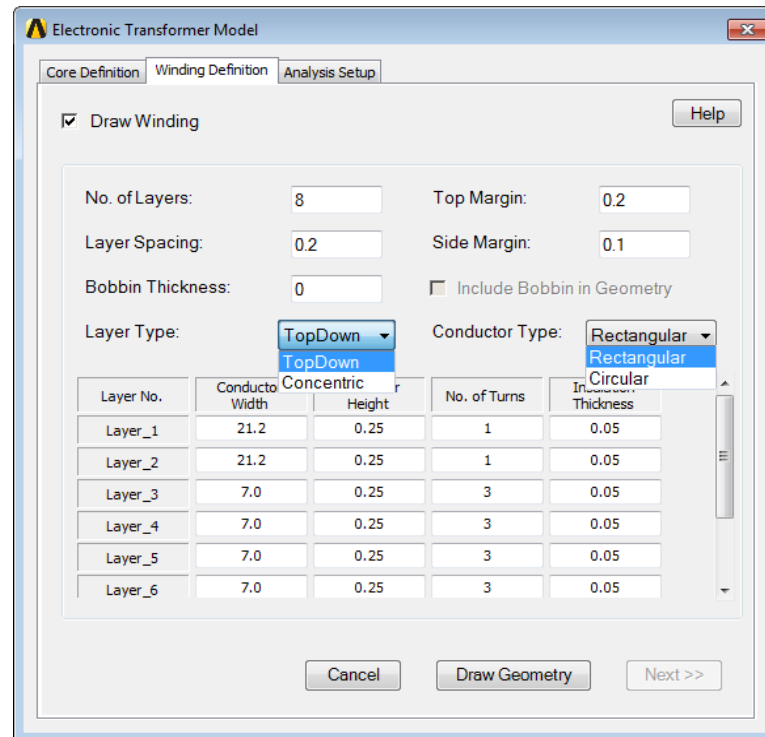 Electronic Transformer Model
Core Definition Winding Definition Analysis Setup
Draw Winding Help
No. of Layers: 8 Top Margin: 0.2
Layer Spacing: 0.2 Side Margin: 0.1
Bobbin Thickness: 0 Include Bobbin in Geometry
Layer Type: TopDown Conductor Type: Rectangular
TopDown Rectangular
Concentric Circular
Layer No. Width Height No. of Turns Thickness
Layer_1 21.2 0.25 1 0.05
Layer_2 21.2 0.25 1 0.05
Layer_3 7.0 0.25 3 0.05
Layer_4 7.0 0.25 3 0.05
Layer_5 7.0 0.25 3 0.05
Layer_6 7.0 0.25 3 0.05
Cancel Draw Geometry Next >>